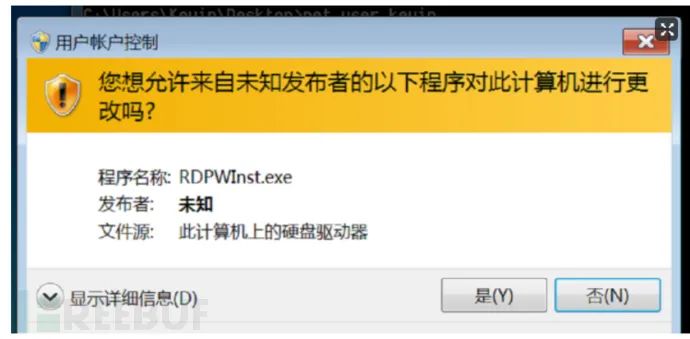 C:\Users\Kevin\Desktop>net user kevin
用户帐户控制
您想允许来自未知发布者的以下程序对此计算机进行更
改吗?
程序名称: RDPWInst.exe
发布者: 未知
文件源: 此计算机上的硬盘驱动器
显示详细信息(D)
是(Y)
否(N)
FREEBUF